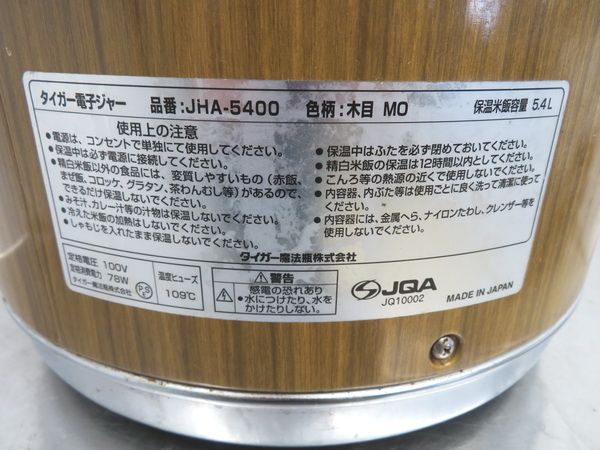 タイガー電子ジャー 品番:JHA-5400 色柄:木目 MO 保温米飯容量 5.4L
使用上の注意
●電源は、コンセントで単独にて使用してください。
●保温中は必ず電源に接続してください。
●精白米飯以外の食品には、変質しやすいもの(赤飯、
まぜ飯、コロッケ、グラタン、茶わんむし等)があるので、
できるだけ保温しないでください。
●みそ汁、カレー汁等の汁物は保温しないでください。
●冷えた米飯の加熱はしないでください。
●しゃもじを入れたまま保温しないでください。
●保温中はふたを必ず閉めておいてください。
●精白米飯の保温は12時間以内としてください。
●こんろ等の熱源の近くで使用しないでください。
●内容器、内ぶた等は使用ごとに良く洗って清潔に使って
ください。
●内容器には、金属へら、ナイロンたわし、クレンザー等を
使用しないでください。
タイガー魔法瓶株式会社
定格電圧 100V
定格消費電力 78W
タイガー魔法瓶株式会社
PSE
温度ヒューズ
109℃
⚠警告
感電の恐れあり
●水につけたり、水を
かけたりしない。
JQA
JQ10002
MADE IN JAPAN